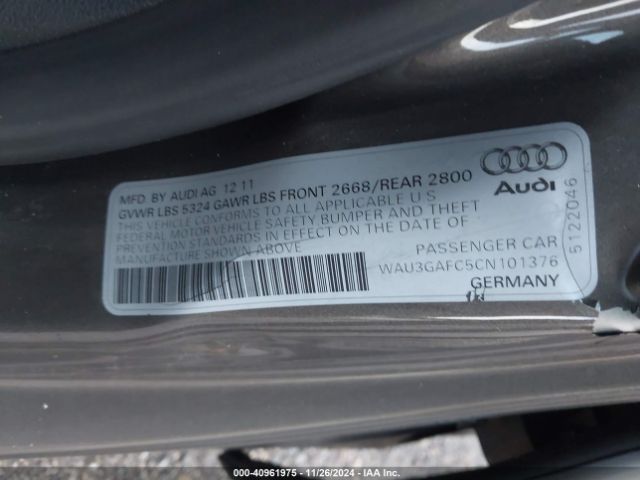 MFD. BY AUDI AG 12 11
GVWR LBS 5324 GAWR LBS FRONT 2668/REAR 2800
THIS VEHICLE CONFORMS TO ALL APPLICABLE U S
FEDERAL MOTOR VEHICLE SAFETY BUMPER AND THEFT
PREVENTION STANDARDS IN EFFECT ON THE DATE OF
MANUFACTURE SHOWN ABOVE
PASSENGER CAR
WAU3GAFC5CN101376
GERMANY
Audi
5122046
000-40961975 - 11/26/2024 - IAA Inc.